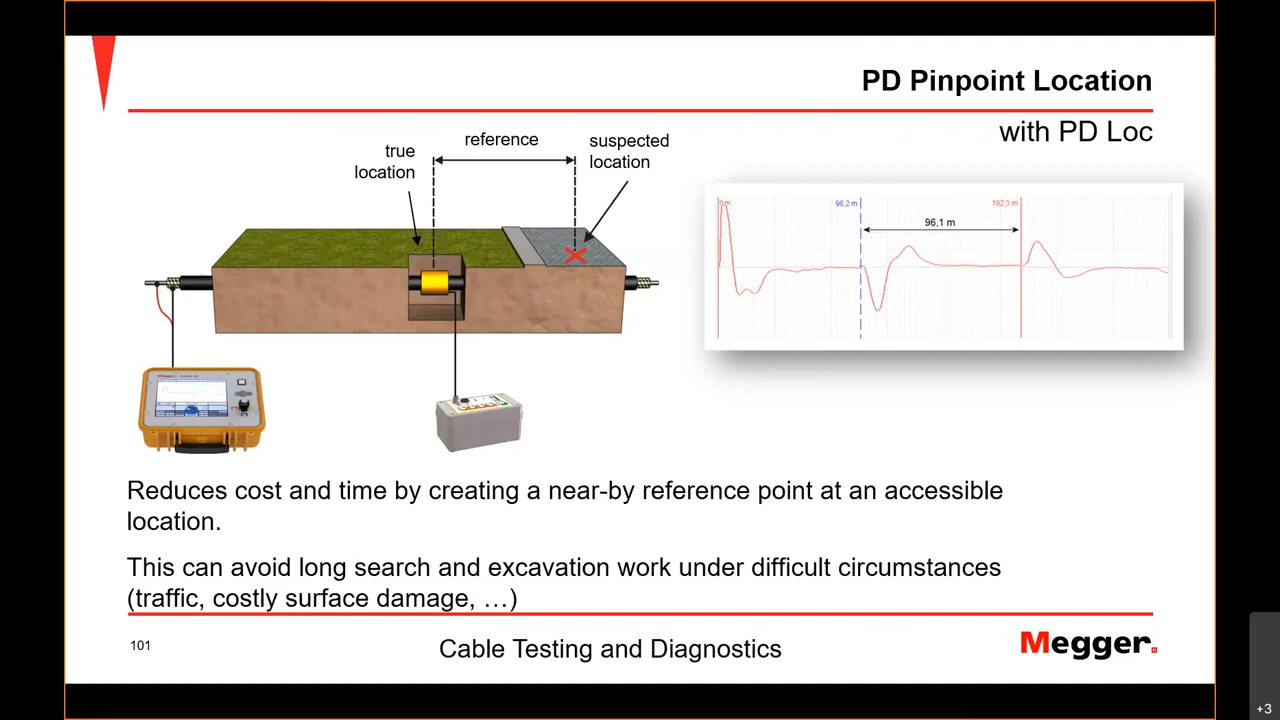 PD Pinpoint Location
with PD Loc
reference
true
location
suspected
location
0 m
96,2 m
192,3 m
96,1 m
Megger
Reduces cost and time by creating a near-by reference point at an accessible
location.
This can avoid long search and excavation work under difficult circumstances
(traffic, costly surface damage, …)
101
Cable Testing and Diagnostics
Megger.
+3